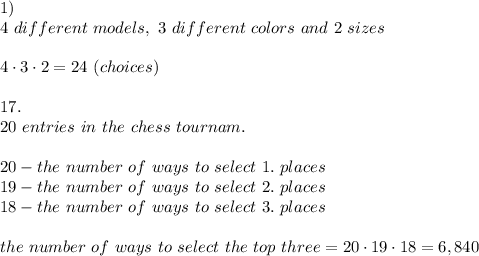 1)
4 different models, 3 different colors and 2 sizes
4 · 3 · 2 = 24 (choices)
17.
20 entries in the chess tournam.
20 − the number of ways to select 1. places
19 − the number of ways to select 2. places
18 − the number of ways to select 3. places
the number of ways to select the top three = 20 · 19 · 18 = 6, 840